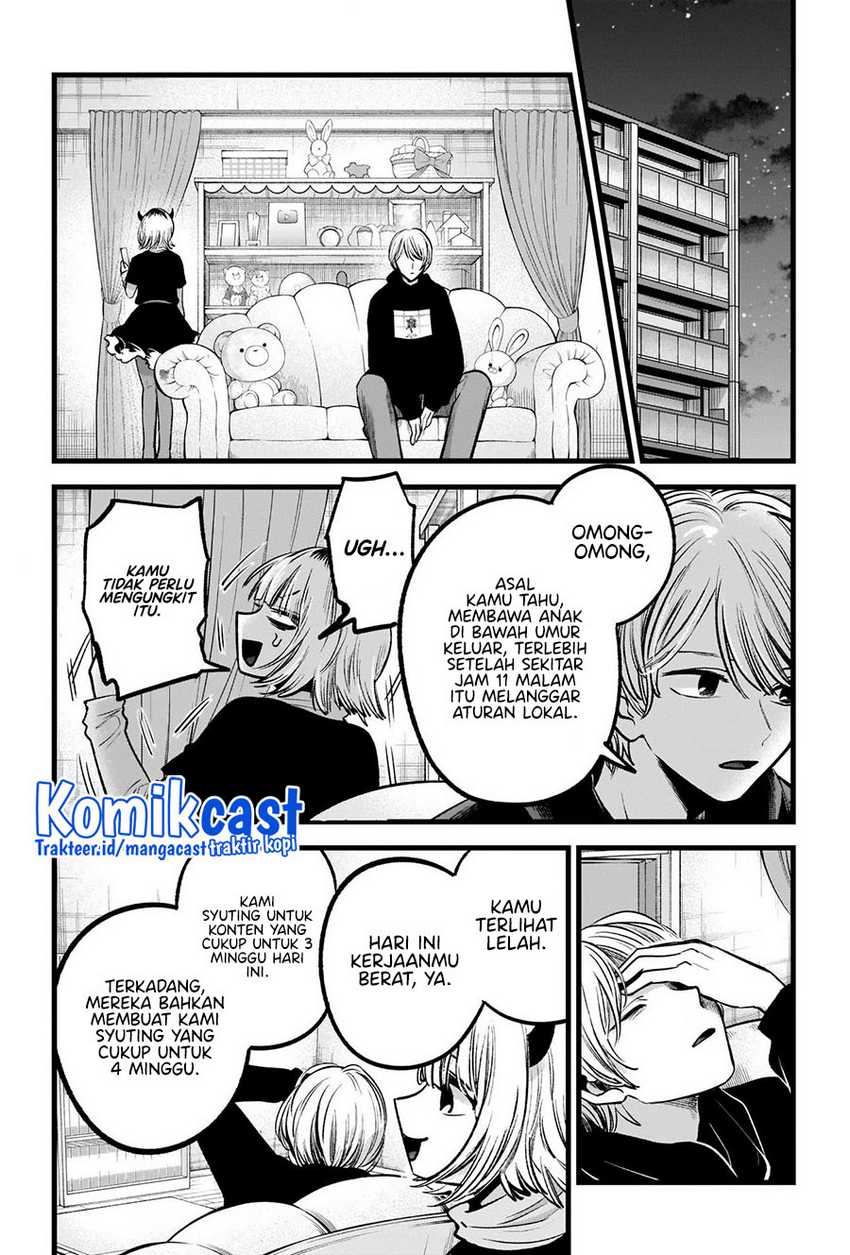 OMONG-
OMONG,
ASAL
KAMU TAHU,
MEMBAWA ANAK
DI BAWAH UMUR
KELUAR, TERLEBIH
SETELAH SEKITAR
JAM 11 MALAM
ITU MELANGGAR
ATURAN LOKAL.
UGH...
KAMU
TIDAK PERLU
MENGUNGKIT
ITU.
Komikcast
Trakteer.id/mangacast traktir kopi
KAMU
TERLIHAT
LELAH.
HARI INI
KERJAANMU
BERAT, YA.
KAMI
SYUTING UNTUK
KONTEN YANG
CUKUP UNTUK 3
MINGGU HARI
INI.
TERKADANG,
MEREKA BAHKAN
MEMBUAT KAMI
SYUTING YANG
CUKUP UNTUK
4 MINGGU.